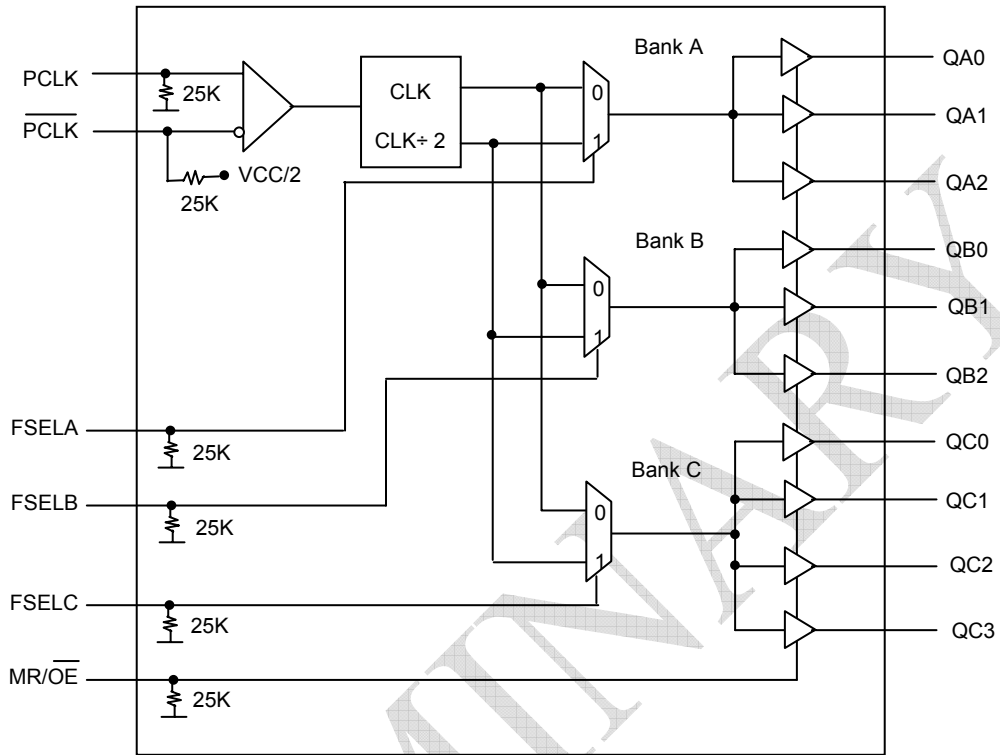 Bank A
QA0
PCLK
25K
CLK
0
QA1
PCLK
CLK÷ 2
1
VCC/2
25K
QA2
Bank B
QB0
0
QB1
1
QB2
FSELA
25K
QC0
Bank C
FSELB
25K
0
QC1
1
QC2
FSELC
25K
QC3
MR/OE
25K
MINARY